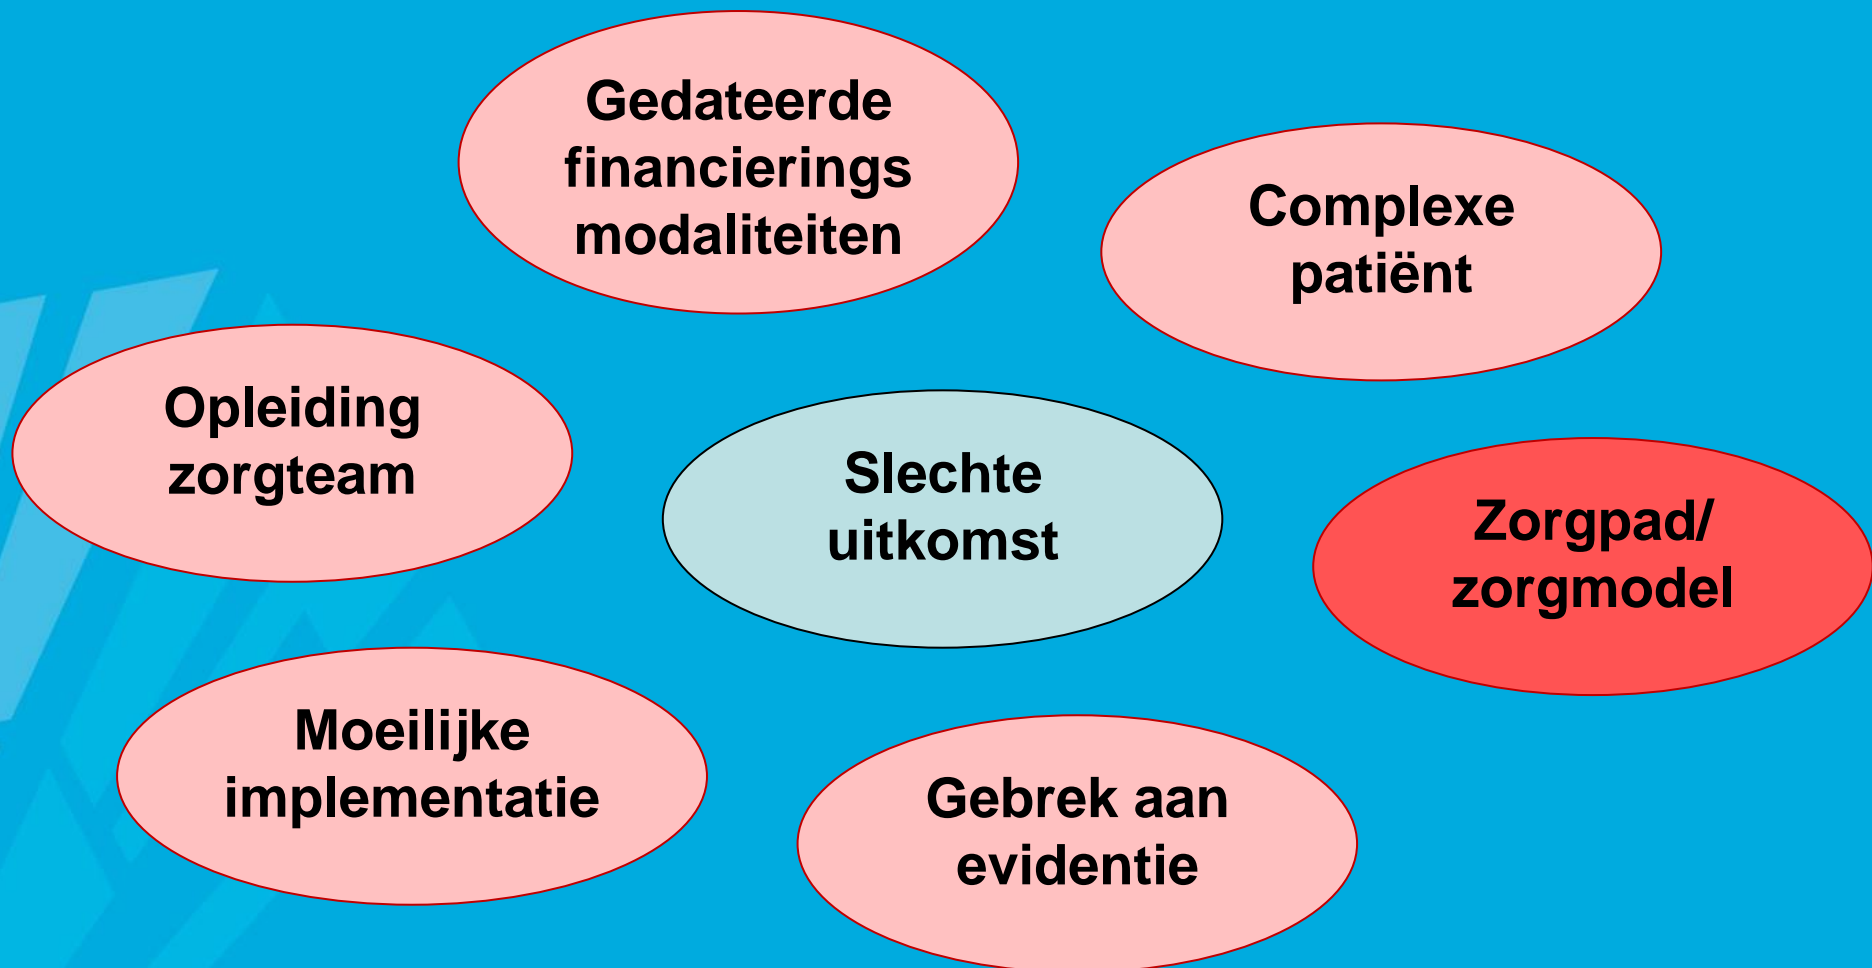 Gedateerde
financierings
modaliteiten
Complexe
patiënt
Opleiding
zorgteam
Slechte
uitkomst
Zorgpad/
zorgmodel
Moeilijke
implementatie
Gebrek aan
evidentie